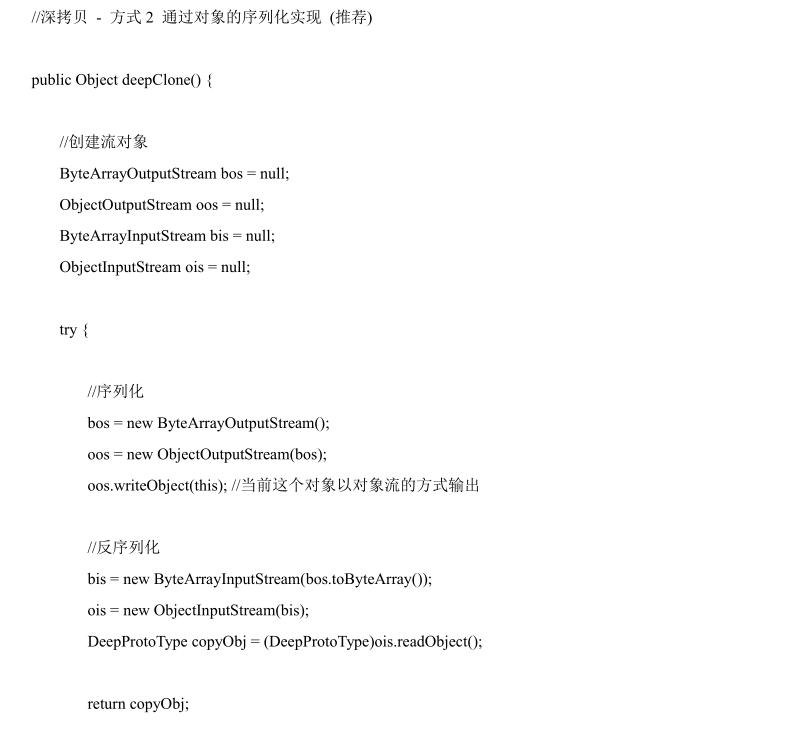 //深拷贝 - 方式 2 通过对象的序列化实现 (推荐)
public Object deepClone() {
//创建流对象
ByteArrayOutputStream bos = null;
ObjectOutputStream oos = null;
ByteArrayInputStream bis = null;
ObjectInputStream ois = null;
try {
//序列化
bos = new ByteArrayOutputStream();
oos = new ObjectOutputStream(bos);
oos.writeObject(this); //当前这个对象以对象流的方式输出
//反序列化
bis = new ByteArrayInputStream(bos.toByteArray());
ois = new ObjectInputStream(bis);
DeepProtoType copyObj = (DeepProtoType)ois.readObject();
return copyObj;